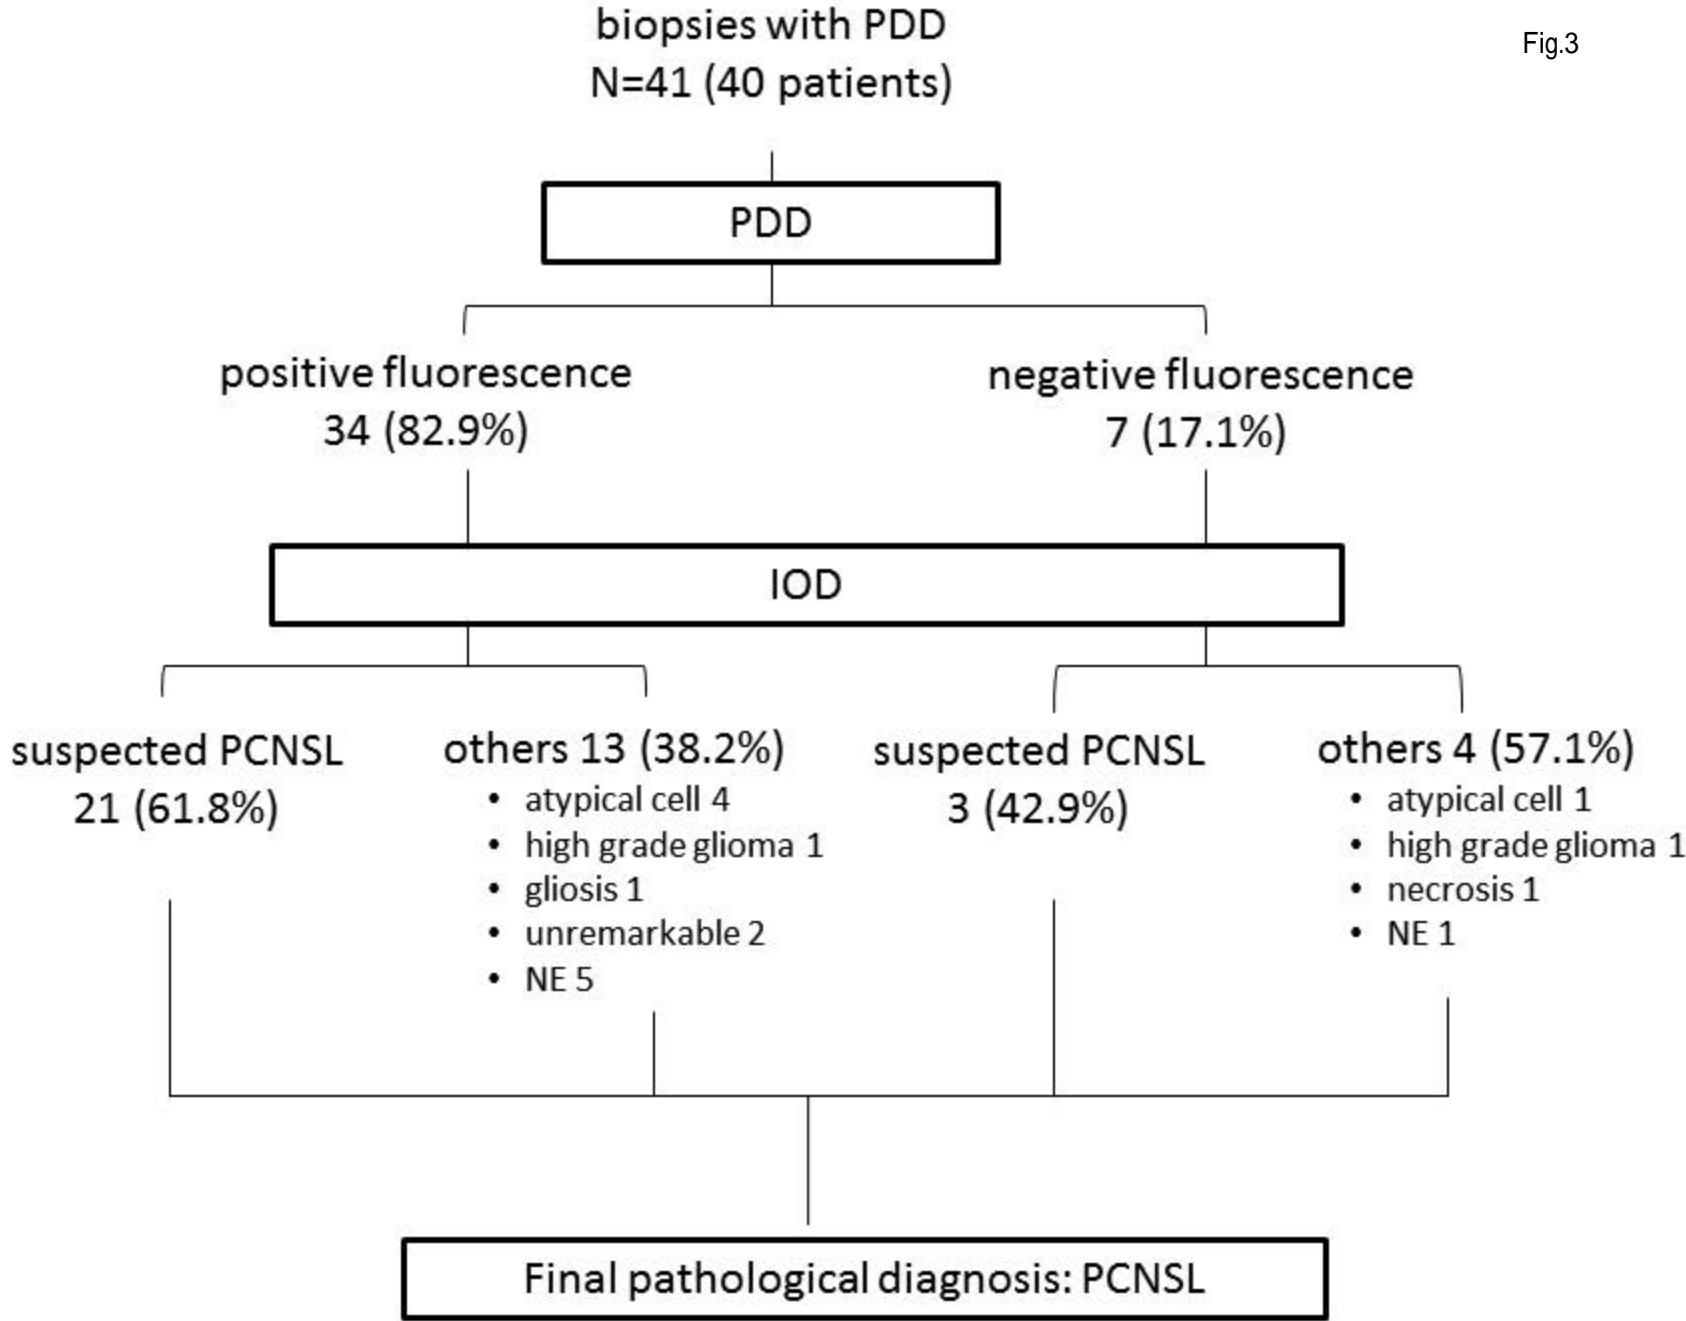 biopsies with PDD
N=41 (40 patients)
Fig.3
PDD
positive fluorescence
34 (82.9%)
negative fluorescence
7 (17.1%)
IOD
suspected PCNSL
21 (61.8%)
others 13 (38.2%)
• atypical cell 4
• high grade glioma 1
• gliosis 1
• unremarkable 2
• NE 5
suspected PCNSL
3 (42.9%)
others 4 (57.1%)
• atypical cell 1
• high grade glioma 1
• necrosis 1
• NE 1
Final pathological diagnosis: PCNSL